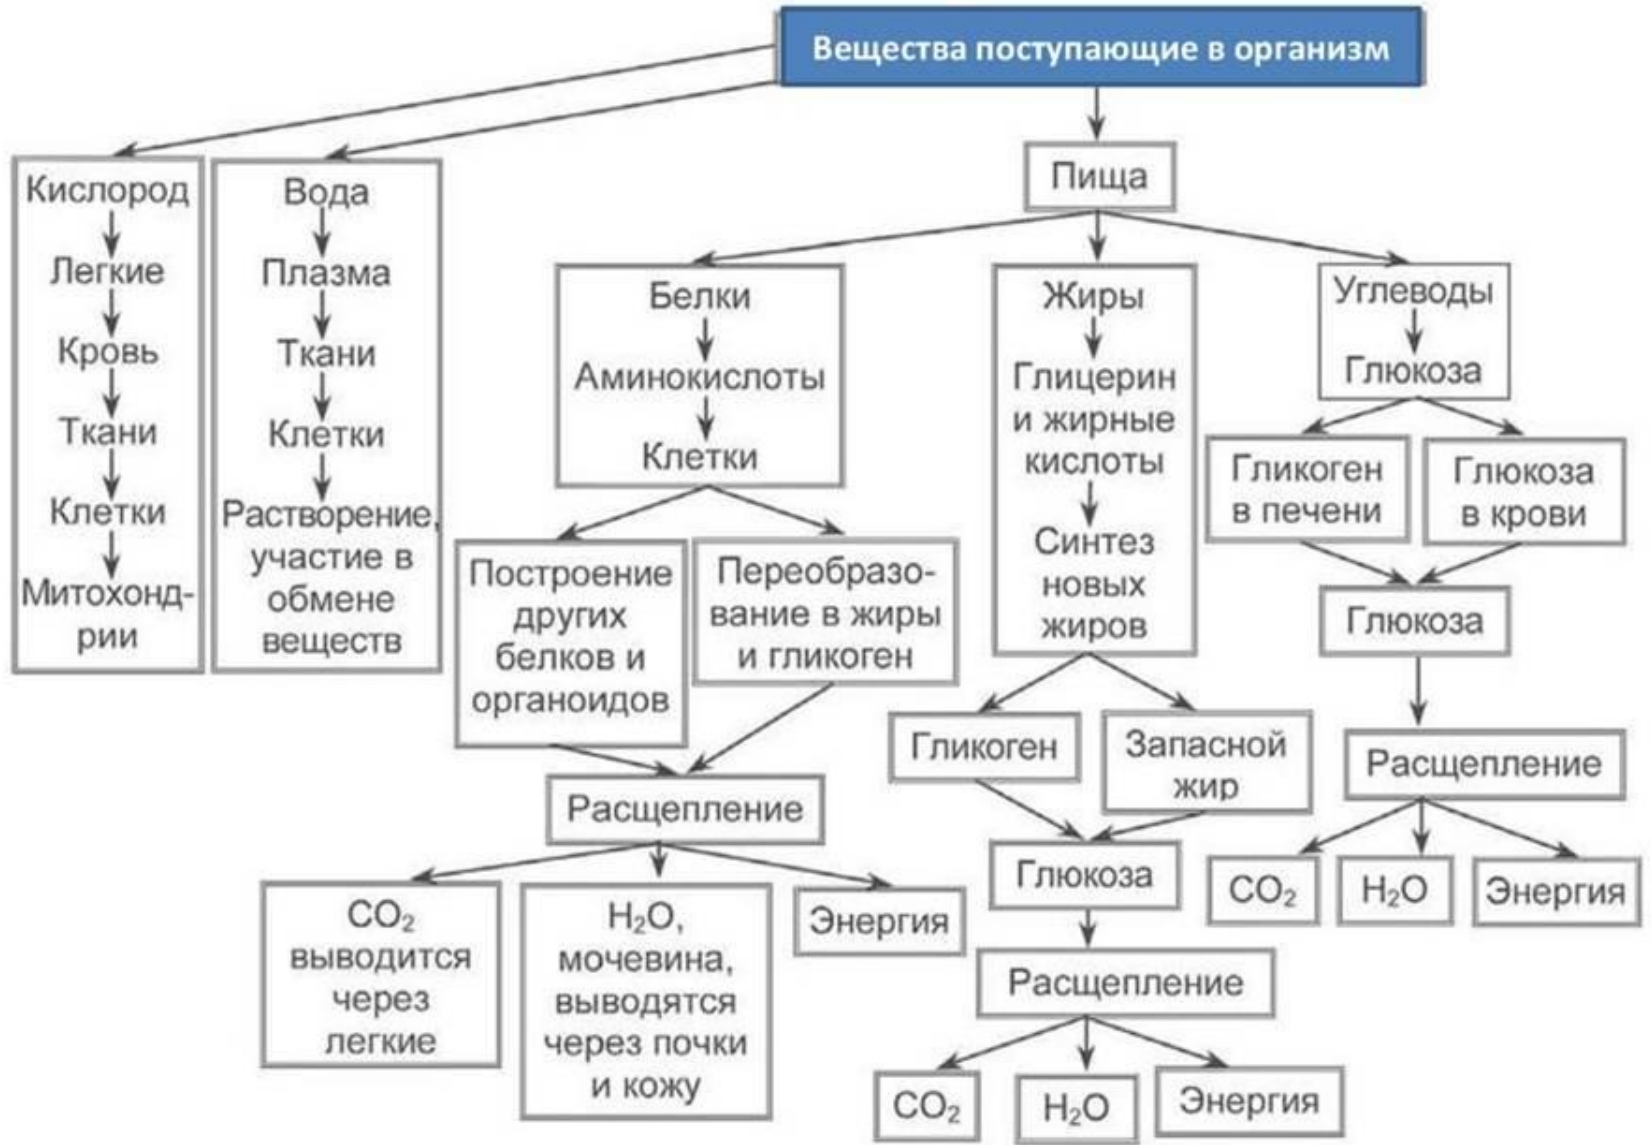 Вещества поступающие в организм
Кислород
Легкие
Кровь
Ткани
Клетки
Митохонд-
рии
Вода
Плазма
Ткани
Клетки
Растворение,
участие в
обмене
веществ
Пища
Белки
Аминокислоты
Клетки
Построение
других
белков и
органоидов
Переобразо-
вание в жиры
и гликоген
Расщепление
CO₂
выводится
через
легкие
H₂O,
мочевина,
выводятся
через почки
и кожу
Энергия
Жиры
Глицерин
и жирные
кислоты
Синтез
новых
жиров
Гликоген
Запасной
жир
Глюкоза
Расщепление
CO₂
H₂O
Энергия
Углеводы
Глюкоза
Гликоген
в печени
Глюкоза
в крови
Глюкоза
Расщепление
CO₂
H₂O
Энергия